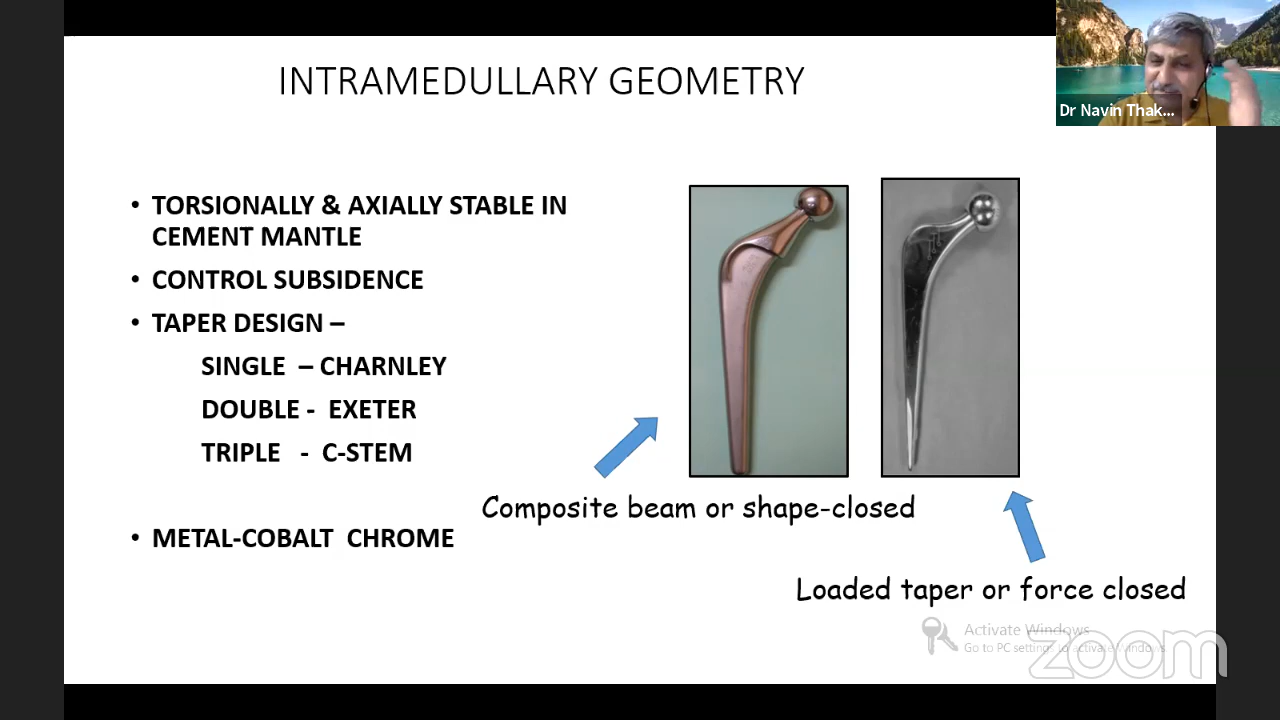 INTRAMEDULLARY GEOMETRY
Dr Navin Thak...
• TORSIONALLY & AXIALLY STABLE IN
CEMENT MANTLE
• CONTROL SUBSIDENCE
• TAPER DESIGN –
SINGLE – CHARNLEY
DOUBLE - EXETER
TRIPLE - C-STEM
• METAL-COBALT CHROME
Composite beam or shape-closed
Loaded taper or force closed
Activate Windows
Go to PC settings to activate Windows.
zoom